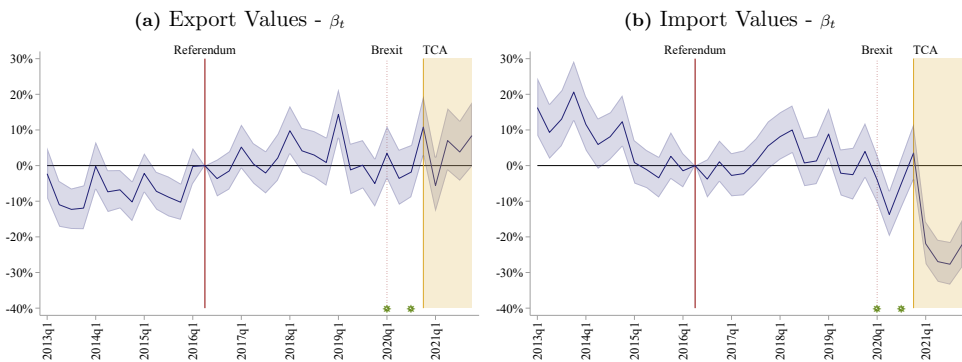 (a) Export Values - βt
Referendum Brexit TCA
30%
20%
10%
0%
-10%
-20%
-30%
-40%
2013q1 2014q1 2015q1 2016q1 2017q1 2018q1 2019q1 2020q1 2021q1
(b) Import Values - βt
Referendum Brexit TCA
30%
20%
10%
0%
-10%
-20%
-30%
-40%
2013q1 2014q1 2015q1 2016q1 2017q1 2018q1 2019q1 2020q1 2021q1